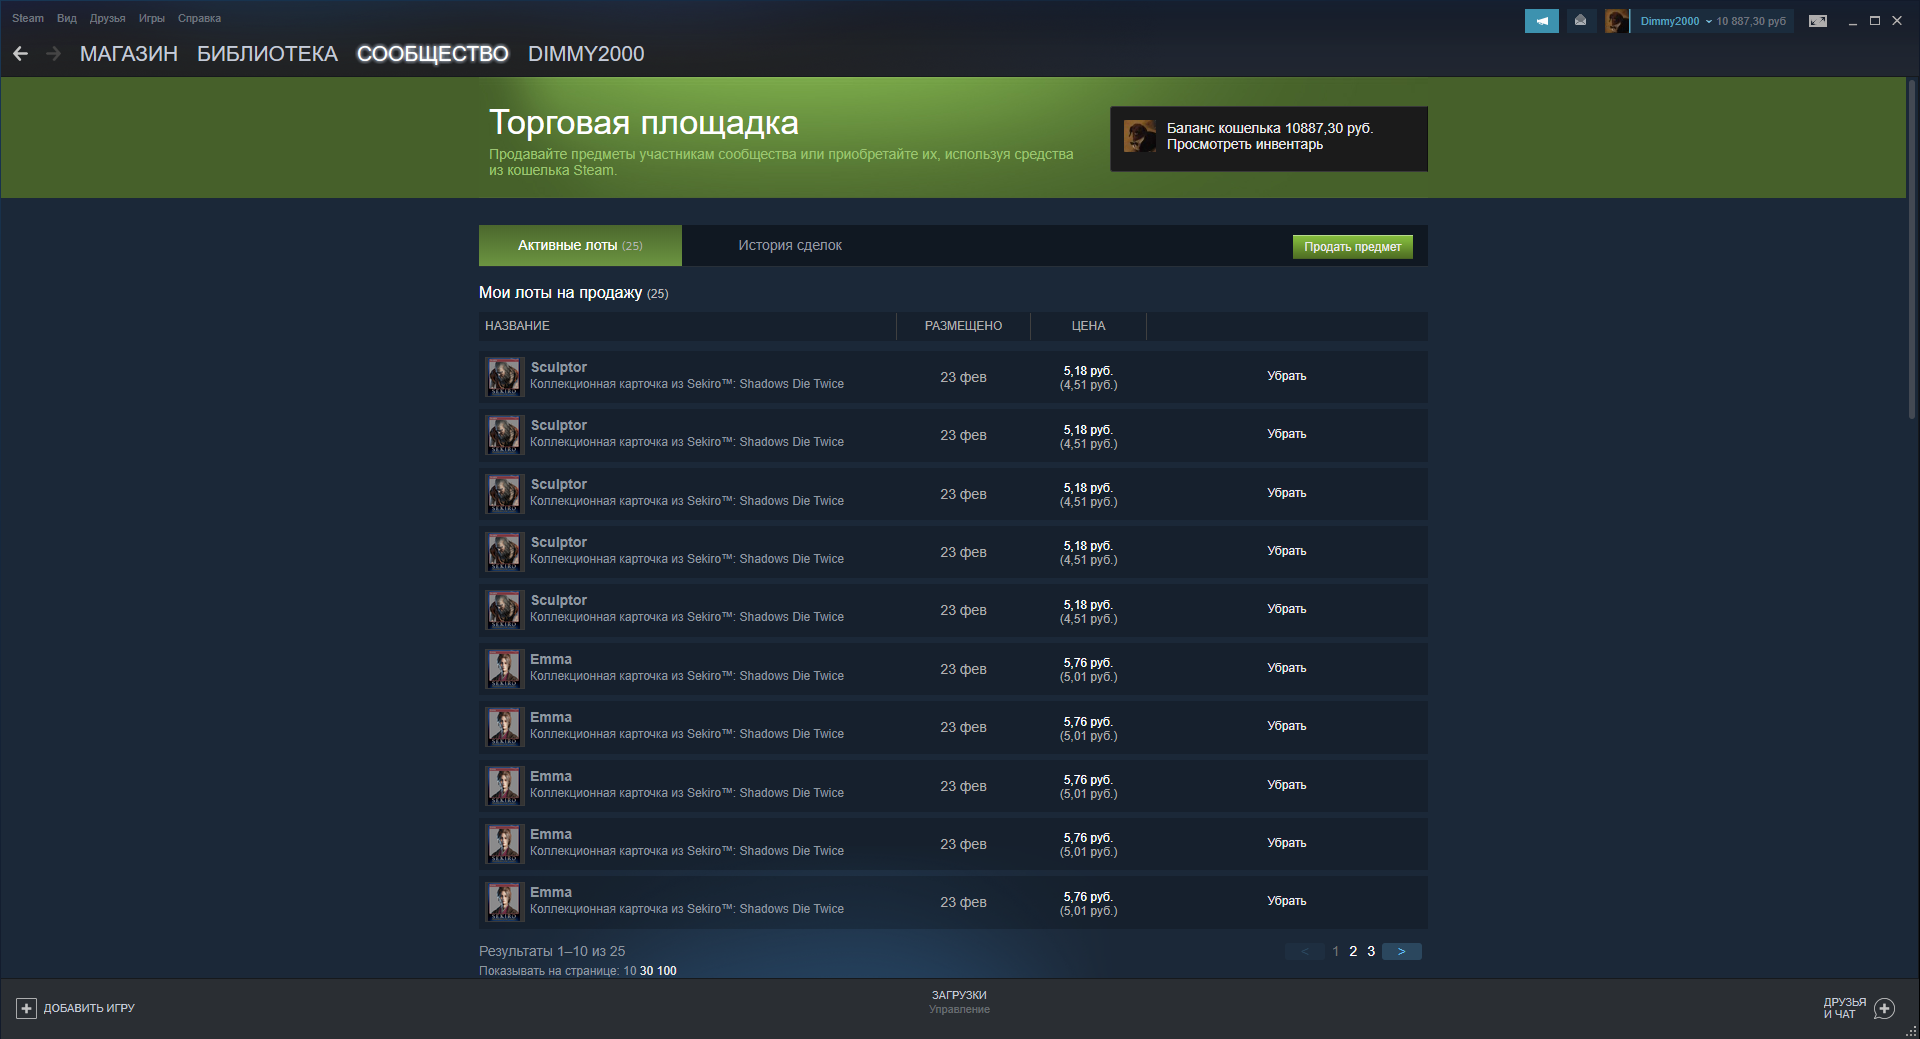 Steam Вид Друзья Игры Справка
Dimmy2000 10 887,30 руб
МАГАЗИН БИБЛИОТЕКА СООБЩЕСТВО DIMMY2000
Торговая площадка
Продавайте предметы участникам сообщества или приобретайте их, используя средства
из кошелька Steam.
Баланс кошелька 10887,30 руб.
Просмотреть инвентарь
Активные лоты (25) История сделок Продать предмет
Мои лоты на продажу (25)
НАЗВАНИЕ РАЗМЕЩЕНО ЦЕНА
Sculptor
Коллекционная карточка из Sekiro™: Shadows Die Twice
23 фев
5,18 руб.
(4,51 руб.)
Убрать
Sculptor
Коллекционная карточка из Sekiro™: Shadows Die Twice
23 фев
5,18 руб.
(4,51 руб.)
Убрать
Sculptor
Коллекционная карточка из Sekiro™: Shadows Die Twice
23 фев
5,18 руб.
(4,51 руб.)
Убрать
Sculptor
Коллекционная карточка из Sekiro™: Shadows Die Twice
23 фев
5,18 руб.
(4,51 руб.)
Убрать
Sculptor
Коллекционная карточка из Sekiro™: Shadows Die Twice
23 фев
5,18 руб.
(4,51 руб.)
Убрать
Emma
Коллекционная карточка из Sekiro™: Shadows Die Twice
23 фев
5,76 руб.
(5,01 руб.)
Убрать
Emma
Коллекционная карточка из Sekiro™: Shadows Die Twice
23 фев
5,76 руб.
(5,01 руб.)
Убрать
Emma
Коллекционная карточка из Sekiro™: Shadows Die Twice
23 фев
5,76 руб.
(5,01 руб.)
Убрать
Emma
Коллекционная карточка из Sekiro™: Shadows Die Twice
23 фев
5,76 руб.
(5,01 руб.)
Убрать
Emma
Коллекционная карточка из Sekiro™: Shadows Die Twice
23 фев
5,76 руб.
(5,01 руб.)
Убрать
Результаты 1–10 из 25
< 1 2 3 >
Показывать на странице: 10 30 100
ДОБАВИТЬ ИГРУ
ЗАГРУЗКИ
Управление
ДРУЗЬЯ
И ЧАТ